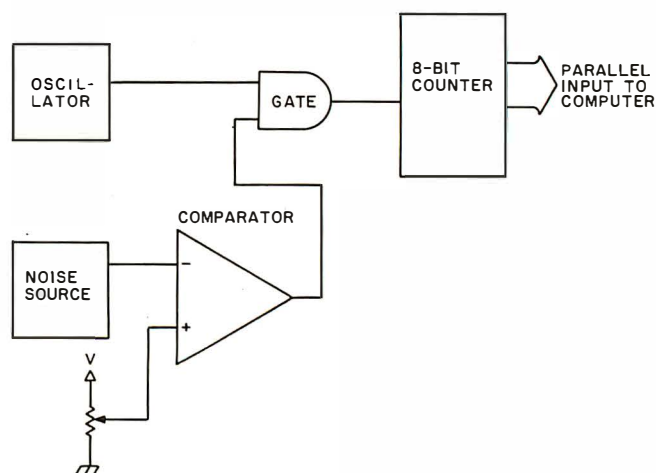 OSCIL-
LATOR
GATE
8-BIT
COUNTER
PARALLEL
INPUT TO
COMPUTER
COMPARATOR
NOISE
SOURCE
-
+
V